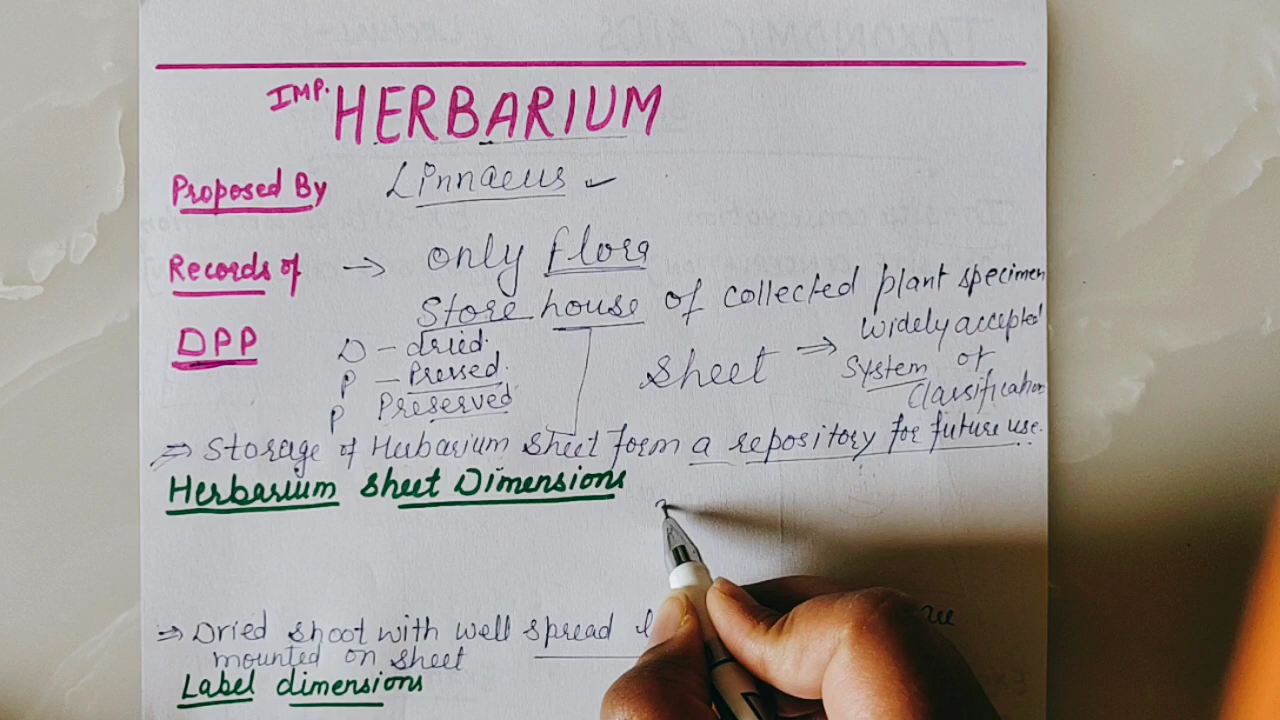 IMP. HERBARIUM
Proposed By Linnaeus
Records of → only flora
Store house of collected plant specimen
DPP
D - dried.
P - Pressed.
P Preserved
Sheet ⇒ widely accepted
System of
Classification
⇒ Storage of Herbarium Sheet form a repository for future use.
Herbarium Sheet Dimensions
⇒ Dried shoot with well spread
mounted on sheet
Label dimensions